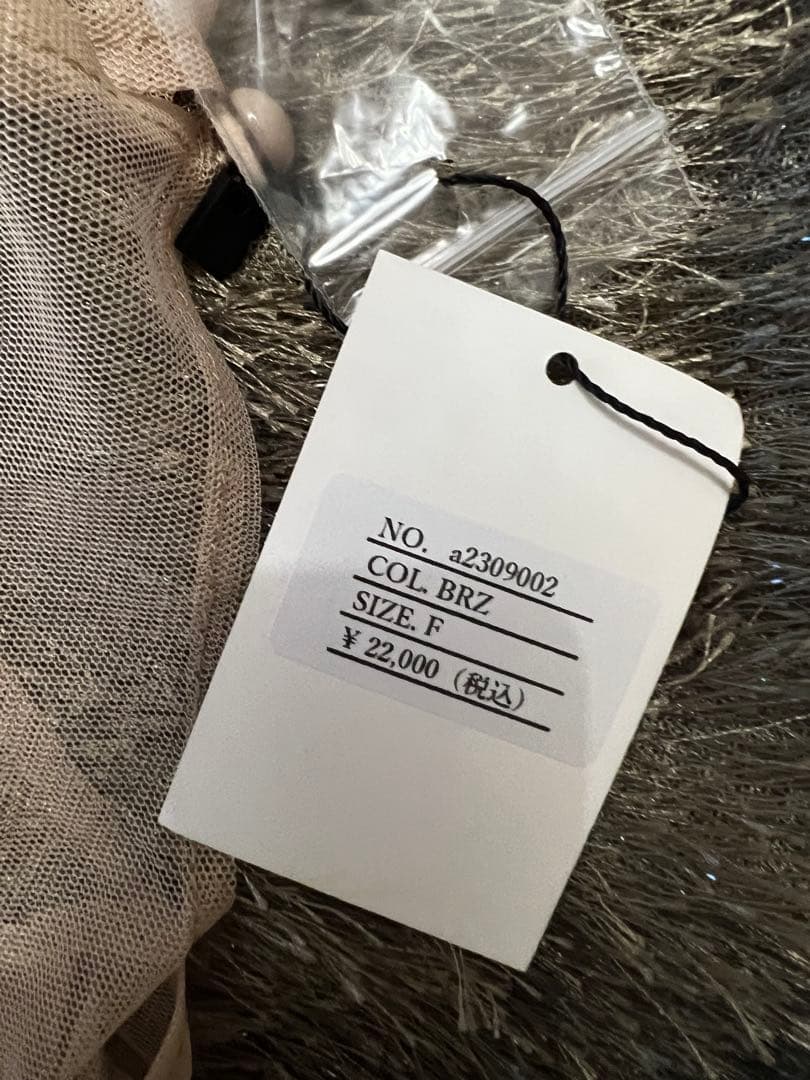 NO. a2309002
COL. BRZ
SIZE. F
¥ 22,000 (税込)